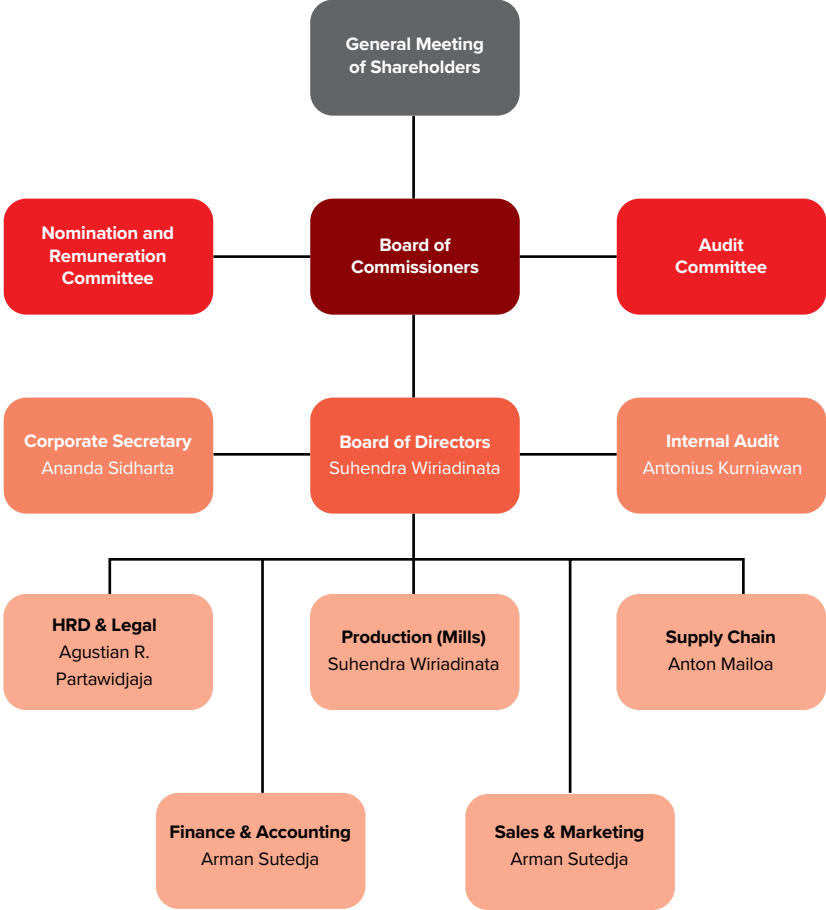 General Meeting
of Shareholders
Nomination and
Remuneration
Committee
Board of
Commissioners
Audit
Committee
Corporate Secretary
Ananda Sidharta
Board of Directors
Suhendra Wiriadinata
Internal Audit
Antonius Kurniawan
HRD & Legal
Agustian R.
Partawidjaja
Production (Mills)
Suhendra Wiriadinata
Supply Chain
Anton Mailoa
Finance & Accounting
Arman Sutedja
Sales & Marketing
Arman Sutedja